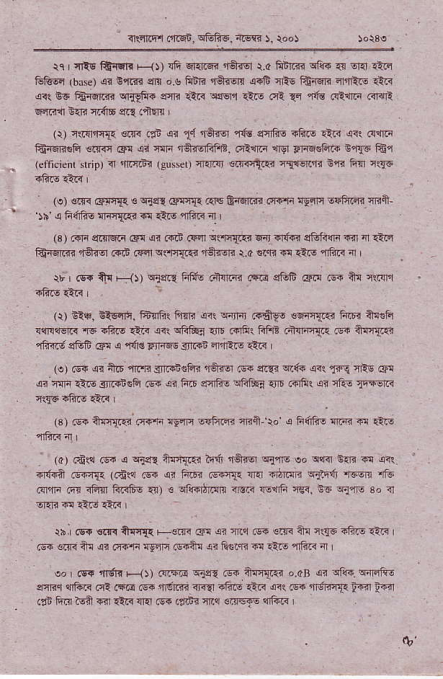 বাংলাদেশ গেজেট, অতিরিক্ত, নভেম্বর ১, ২০০১ ১০২৪৩
২৭। সাইড স্ট্রিনজার।—(১) যদি জাহাজের গভীরতা ২.৫ মিটারের অধিক হয় তাহা হইলে
ভিত্তিতল (base) এর উপরের প্রায় ০.৬ মিটার গভীরতায় একটি সাইড স্ট্রিনজার লাগাইতে হইবে
এবং উক্ত স্ট্রিনজারের আনুভূমিক প্রসার হইবে অগ্রভাগ হইতে সেই স্থল পর্যন্ত যেইখানে বোঝাই
জলরেখা উহার সর্বোচ্চ প্রস্থে পৌছায়।
(২) সংযোগসমূহ ওয়েব প্লেট এর পূর্ণ গভীরতা পর্যন্ত প্রসারিত করিতে হইবে এবং যেখানে
স্ট্রিনজারগুলি ওয়েবস ফ্রেম এর সমান গভীরতাবিশিষ্ট, সেইখানে খাড়া ফ্লানজগুলিকে উপযুক্ত স্ট্রিপ
(efficient strip) বা গাসেটের (gusset) সাহায্যে ওয়েবসমূহের সম্মুখভাগের উপর দিয়া সংযুক্ত
করিতে হইবে।
(৩) ওয়েব ফ্রেমসমূহ ও অনুপ্রস্থ ফ্রেমসমূহ হোল্ড স্ট্রিনজারের সেকশন মডুলাস তফসিলের সারণী-
'১৯' এ নির্ধারিত মানসমূহের কম হইতে পারিবে না।
(৪) কোন প্রয়োজনে ফ্রেম এর কেটে ফেলা অংশসমূহের জন্য কার্যকর প্রতিবিধান করা না হইলে
স্ট্রিনজারের গভীরতা কেটে ফেলা অংশসমূহের গভীরতার ২.৫ গুণের কম হইতে পারিবে না।
২৮। ডেক বীম।—(১) অনুপ্রস্থে নির্মিত নৌযানের ক্ষেত্রে প্রতিটি ফ্রেমে ডেক বীম সংযোগ
করিতে হইবে।
(২) উইঞ্চ, উইন্ডলাস, স্টিয়ারিং গিয়ার এবং অন্যান্য কেন্দ্রীভূত ওজনসমূহের নিচের বীমগুলি
যথাযথভাবে শক্ত করিতে হইবে এবং অবিচ্ছিন্ন হ্যাচ কোমিং বিশিষ্ট নৌযানসমূহে ডেক বীমসমূহের
পরিবর্তে প্রতিটি ফ্রেম এ পর্যাপ্ত ফ্ল্যানজড ব্র্যাকেট লাগাইতে হইবে।
(৩) ডেক এর নীচে পাশের ব্র্যাকেটগুলির গভীরতা ডেক প্রস্থের অর্ধেক এবং পুরুত্ব সাইড ফ্রেম
এর সমান হইতে ব্র্যাকেটগুলি ডেক এর নিচে প্রসারিত অবিচ্ছিন্ন হ্যাচ কোমিং এর সহিত সুদক্ষভাবে
সংযুক্ত করিতে হইবে।
(৪) ডেক বীমসমূহের সেকশন মডুলাস তফসিলের সারণী-'২০' এ নির্ধারিত মানের কম হইতে
পারিবে না।
(৫) স্ট্রেংথ ডেক এ অনুপ্রস্থ বীমসমূহের দৈর্ঘ্য গভীরতা অনুপাত ৩০ অথবা উহার কম এবং
কার্যকরী ডেকসমূহ (স্ট্রেংথ ডেক এর নিচের ডেকসমূহ যাহা কাঠামোর অনুদৈর্ঘ্য শক্ততায় শক্তি
যোগান দেয় বলিয়া বিবেচিত হয়) ও অধিকাঠামোয় বাস্তবে যতখানি সম্ভব, উক্ত অনুপাত ৪০ বা
তাহার কম হইতে হইবে।
২৯। ডেক ওয়েব বীমসমূহ।—ওয়েব ফ্রেম এর সাথে ডেক ওয়েব বীম সংযুক্ত করিতে হইবে।
ডেক ওয়েব বীম এর সেকশন মডুলাস ডেকবীম এর দ্বিগুণের কম হইতে পারিবে না।
৩০। ডেক গার্ডার।—(১) যেক্ষেত্রে অনুপ্রস্থ ডেক বীমসমূহের ০.৫B এর অধিক অনালম্বিত
প্রসারণ থাকিবে সেই ক্ষেত্রে ডেক গার্ডারের ব্যবস্থা করিতে হইবে এবং ডেক গার্ডারসমূহ টুকরা টুকরা
প্লেট দিয়ে তৈরী করা হইবে যাহা ডেক প্লেটের সাথে ওয়েল্ডকৃত থাকিবে।